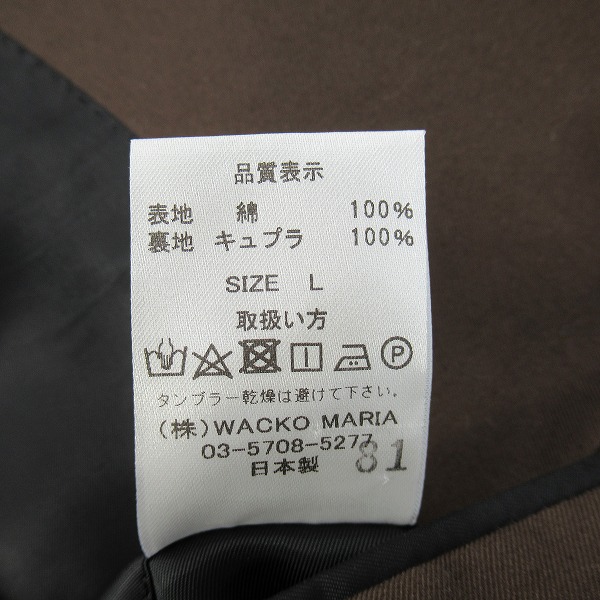 品質表示
表地 綿 100%
裏地 キュプラ 100%
SIZE L
取扱い方
P
タンブラー乾燥は避けて下さい。
(株)WACKO MARIA
03-5708-5277
日本製 81